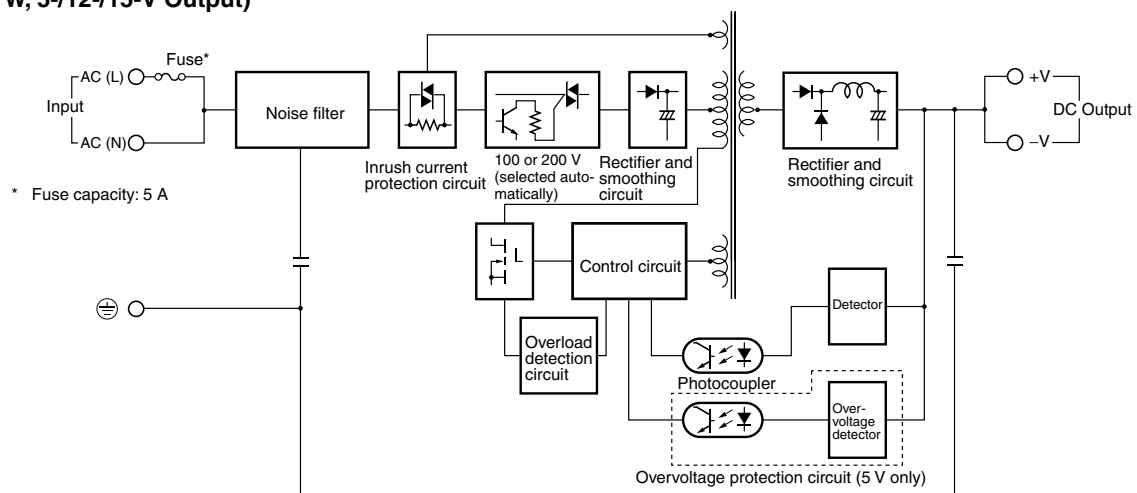 W, 5-/12-/15-V Output)
Fuse*
AC (L)
Input
AC (N)
Noise filter
Inrush current
protection circuit
100 or 200 V
(selected auto-
matically)
Rectifier and
smoothing
circuit
Rectifier and
smoothing circuit
+V
DC Output
–V
* Fuse capacity: 5 A
Control circuit
Overload
detection
circuit
Detector
Photocoupler
Over-
voltage
detector
Overvoltage protection circuit (5 V only)